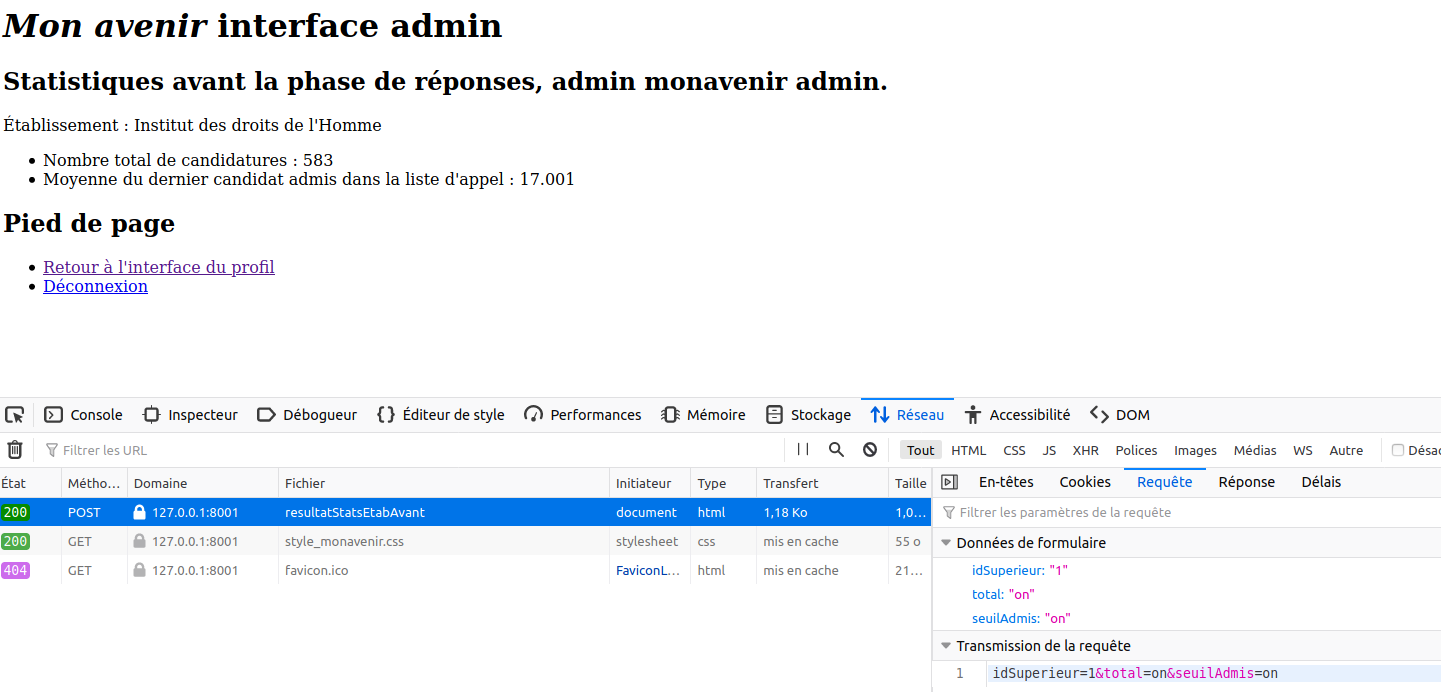 Mon avenir interface admin
Statistiques avant la phase de réponses, admin monavenir admin.
Établissement : Institut des droits de l'Homme
• Nombre total de candidatures : 583
• Moyenne du dernier candidat admis dans la liste d'appel : 17.001
Pied de page
• Retour à l'interface du profil
• Déconnexion
Console Inspecteur Débogueur Éditeur de style Performances Mémoire Stockage Réseau Accessibilité DOM
Filtrer les URL Tout HTML CSS JS XHR Polices Images Médias WS Autre Désac
État Métho… Domaine Fichier Initiateur Type Transfert Taille
200 POST 127.0.0.1:8001 resultatStatsEtabAvant document html 1,18 Ko 1,0…
200 GET 127.0.0.1:8001 style_monavenir.css stylesheet css mis en cache 55 o
404 GET 127.0.0.1:8001 favicon.ico FaviconL… html mis en cache 21…
En-têtes Cookies Requête Réponse Délais
Filtrer les paramètres de la requête
Données de formulaire
idSuperieur: "1"
total: "on"
seuilAdmis: "on"
Transmission de la requête
1 idSuperieur=1&total=on&seuilAdmis=on